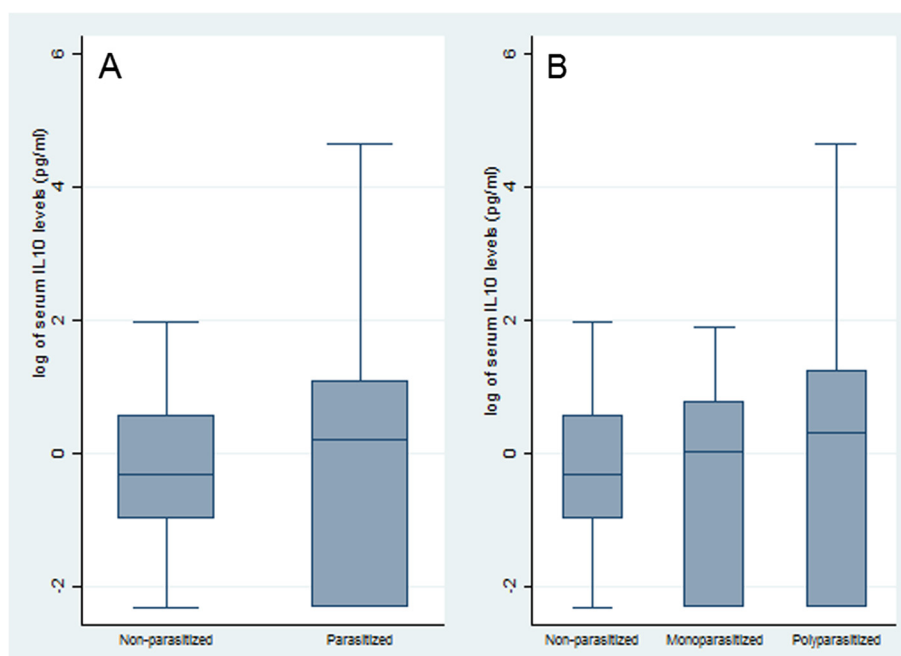 A
6
4
2
0
-2
log of serum IL10 levels (pg/ml)
Non-parasitized Parasitized
B
6
4
2
0
-2
log of serum IL10 levels (pg/ml)
Non-parasitized Monoparasitized Polyparasitized